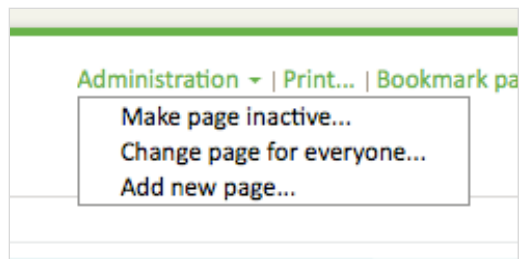 Administration ▾ | Print... | Bookmark pa
Make page inactive...
Change page for everyone...
Add new page...